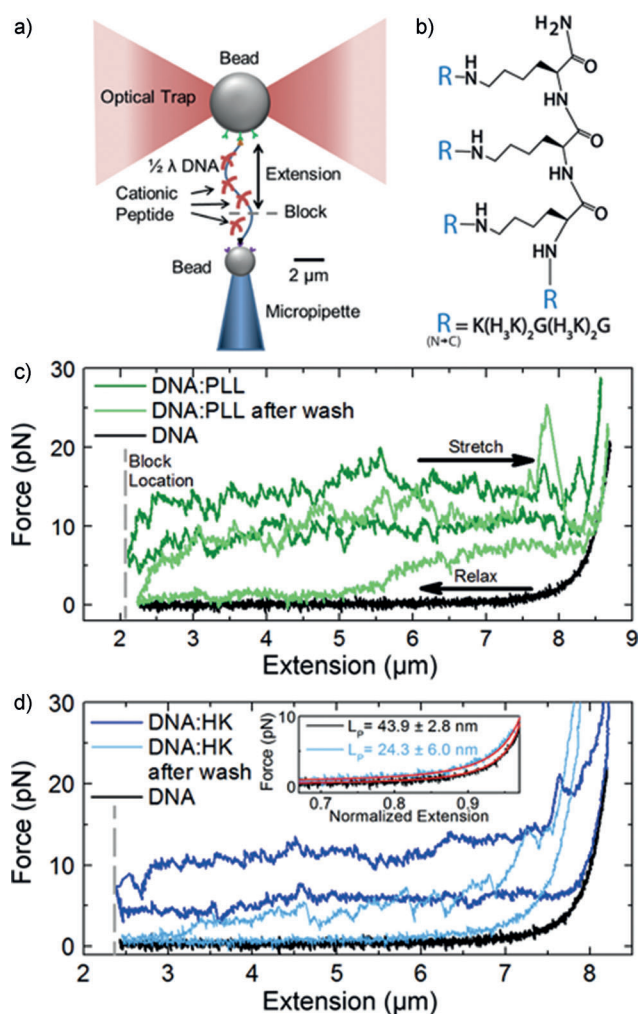 a)
Bead
Optical Trap
½ λ DNA
Extension
Cationic
Peptide
Block
Bead
2 µm
Micropipette
b)
H₂N
O
R
H
N
NH
O
R
H
N
NH
O
R
H
N
HN
R
R = K(H₃K)₂G(H₃K)₂G
(N→C)
c)
30
20
10
0
Force (pN)
DNA:PLL
DNA:PLL after wash
DNA
Block
Location
Stretch
Relax
2 3 4 5 6 7 8 9
Extension (µm)
d)
30
20
10
0
Force (pN)
DNA:HK
DNA:HK
after wash
DNA
10
0
Force (pN)
Lₚ= 43.9 ± 2.8 nm
Lₚ= 24.3 ± 6.0 nm
0.7 0.8 0.9
Normalized Extension
2 3 4 5 6 7 8
Extension (µm)